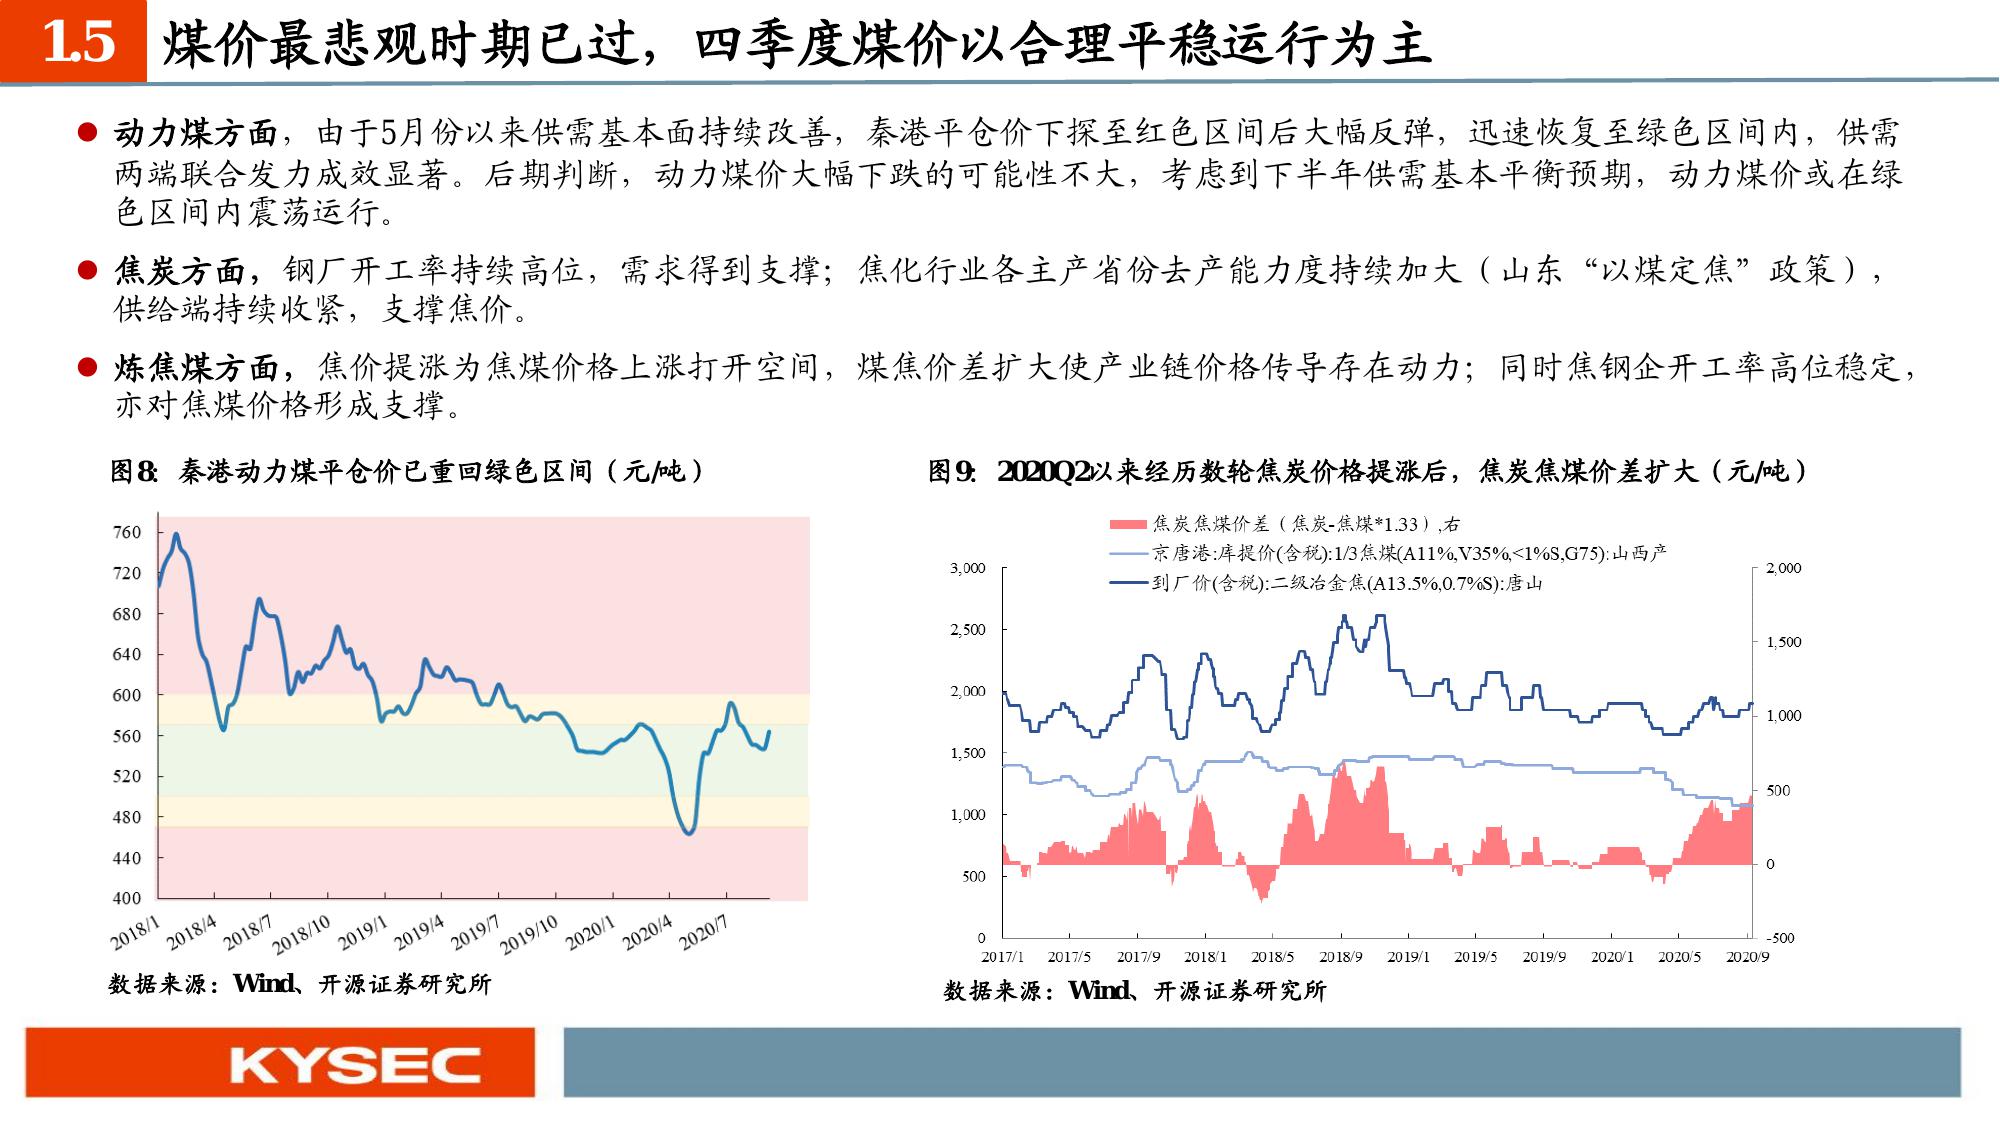 1.5 煤价最悲观时期已过，四季度煤价以合理平稳运行为主
动力煤方面，由于5月份以来供需基本面持续改善，秦港平仓价下探至红色区间后大幅反弹，迅速恢复至绿色区间内，供需
两端联合发力成效显著。后期判断，动力煤价大幅下跌的可能性不大，考虑到下半年供需基本平衡预期，动力煤价或在绿
色区间内震荡运行。
焦炭方面，钢厂开工率持续高位，需求得到支撑；焦化行业各主产省份去产能力度持续加大（山东“以煤定焦”政策），
供给端持续收紧，支撑焦价。
炼焦煤方面，焦价提涨为焦煤价格上涨打开空间，煤焦价差扩大使产业链价格传导存在动力；同时焦钢企开工率高位稳定，
亦对焦煤价格形成支撑。
图8：秦港动力煤平仓价已重回绿色区间（元/吨）
760
720
680
640
600
560
520
480
440
400
2018/1 2018/4 2018/7 2018/10 2019/1 2019/4 2019/7 2019/10 2020/1 2020/4 2020/7
数据来源：Wind、开源证券研究所
图9：2020Q2以来经历数轮焦炭价格提涨后，焦炭焦煤价差扩大（元/吨）
焦炭焦煤价差（焦炭-焦煤*1.33）,右
京唐港:库提价(含税):1/3焦煤(A11%,V35%,<1%S,G75):山西产
到厂价(含税):二级冶金焦(A13.5%,0.7%S):唐山
3,000
2,500
2,000
1,500
1,000
500
0
2,000
1,500
1,000
500
0
-500
2017/1 2017/5 2017/9 2018/1 2018/5 2018/9 2019/1 2019/5 2019/9 2020/1 2020/5 2020/9
数据来源：Wind、开源证券研究所
KYSEC